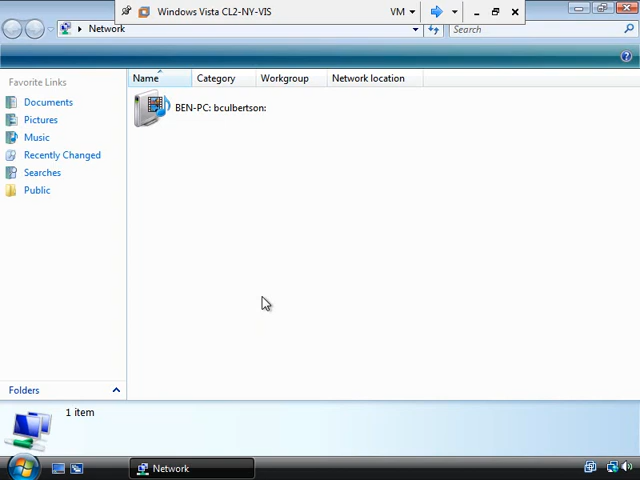 Windows Vista CL2-NY-VIS
VM
Network
Search
Favorite Links
Documents
Pictures
Music
Recently Changed
Searches
Public
Folders
Name Category Workgroup Network location
BEN-PC: bculbertson:
1 item
Network